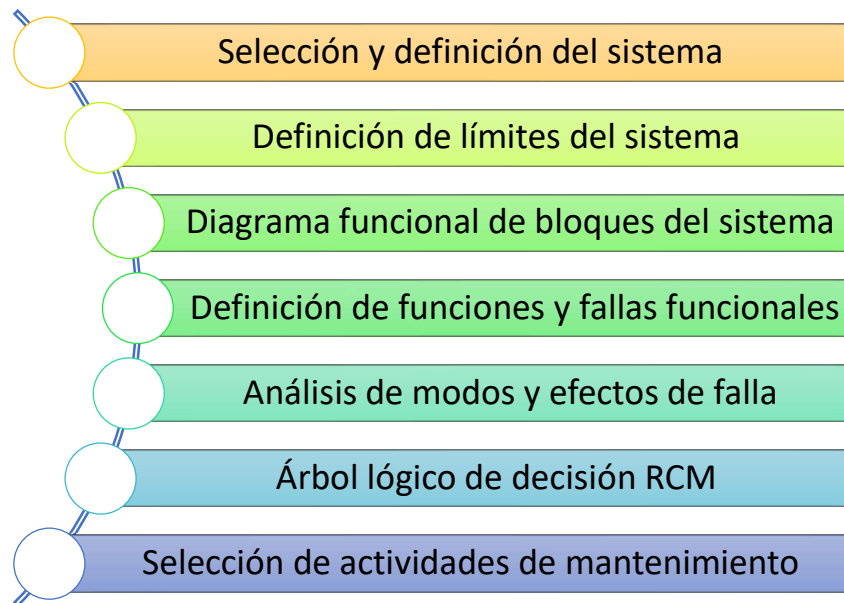 Selección y definición del sistema
Definición de límites del sistema
Diagrama funcional de bloques del sistema
Definición de funciones y fallas funcionales
Análisis de modos y efectos de falla
Árbol lógico de decisión RCM
Selección de actividades de mantenimiento